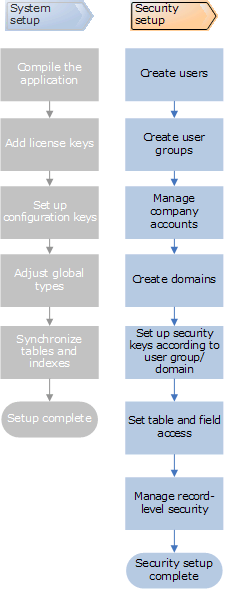 System
setup
Compile the
application
Add license keys
Set up
configuration keys
Adjust global
types
Synchronize
tables and
indexes
Setup complete
Security
setup
Create users
Create user
groups
Manage
company
accounts
Create domains
Set up security
keys according to
user group/
domain
Set table and field
access
Manage record-
level security
Security setup
complete